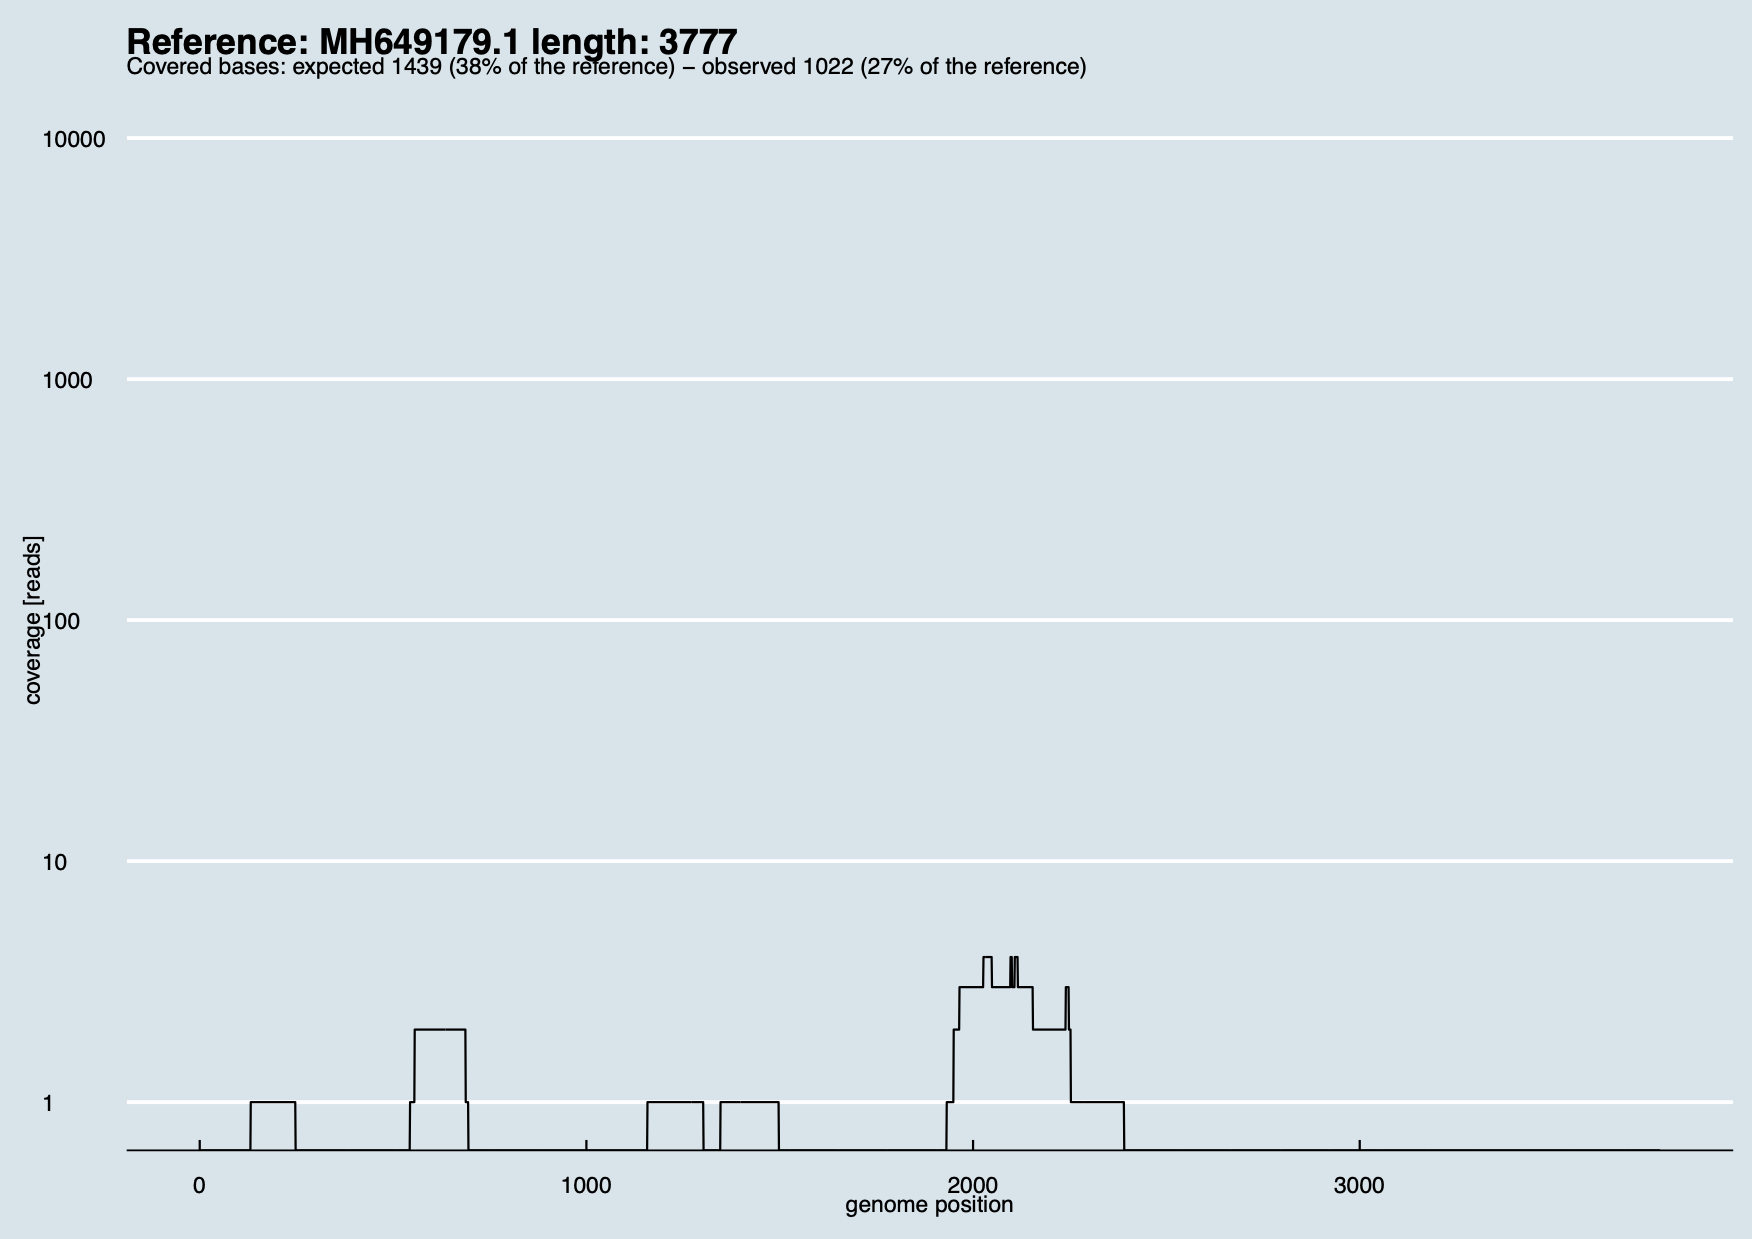 Reference: MH649179.1 length: 3777
Covered bases: expected 1439 (38% of the reference) – observed 1022 (27% of the reference)
10000
1000
100
10
1
coverage [reads]
0 1000 2000 3000
genome position